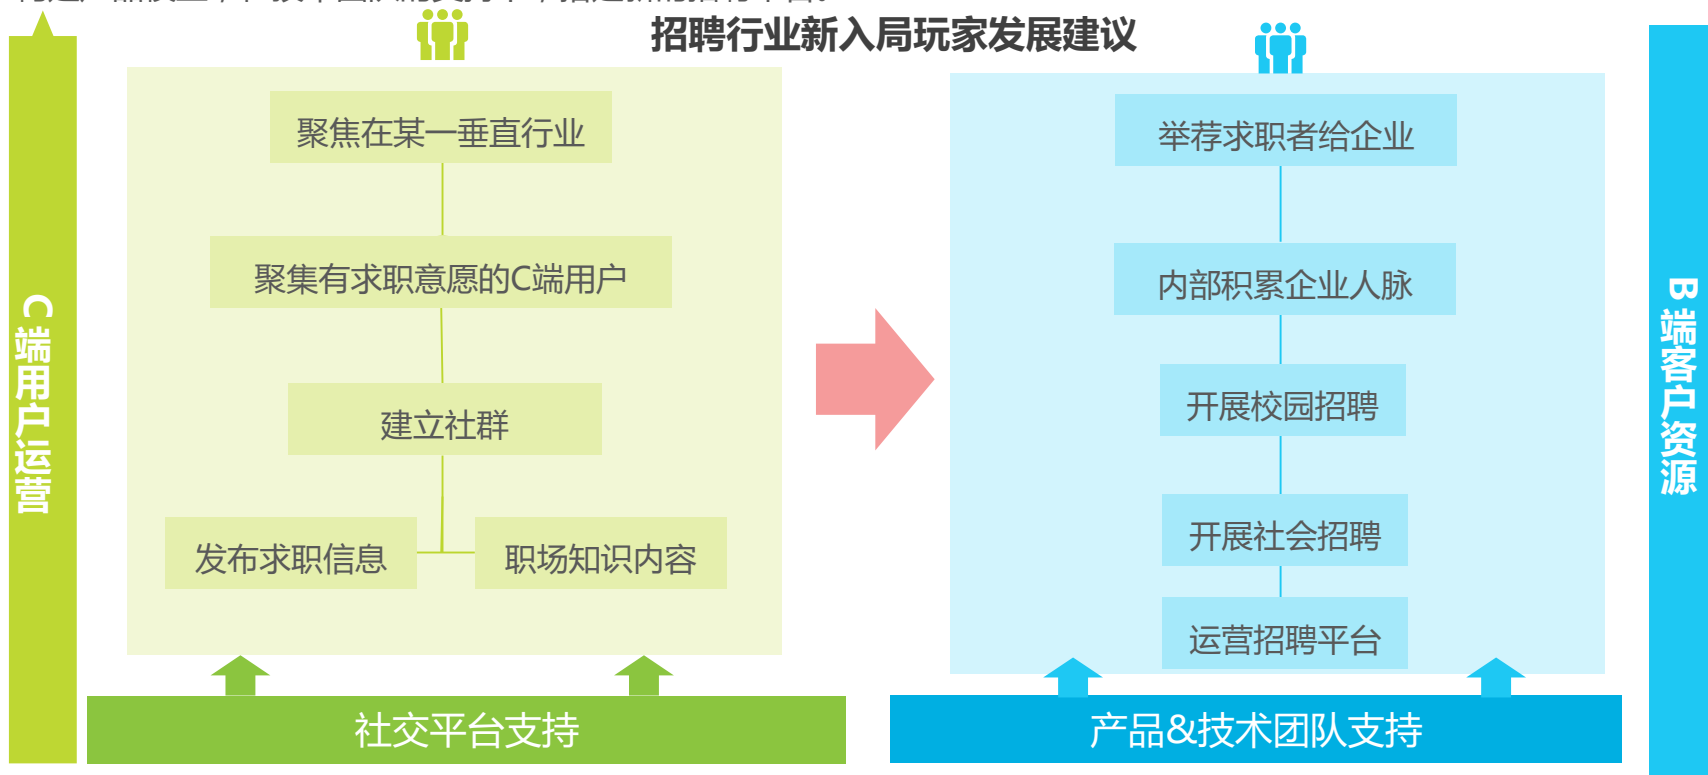 招聘行业新入局玩家发展建议
C端用户运营
聚焦在某一垂直行业
聚集有求职意愿的C端用户
建立社群
发布求职信息
职场知识内容
社交平台支持
举荐求职者给企业
内部积累企业人脉
开展校园招聘
开展社会招聘
运营招聘平台
产品&技术团队支持
B端客户资源